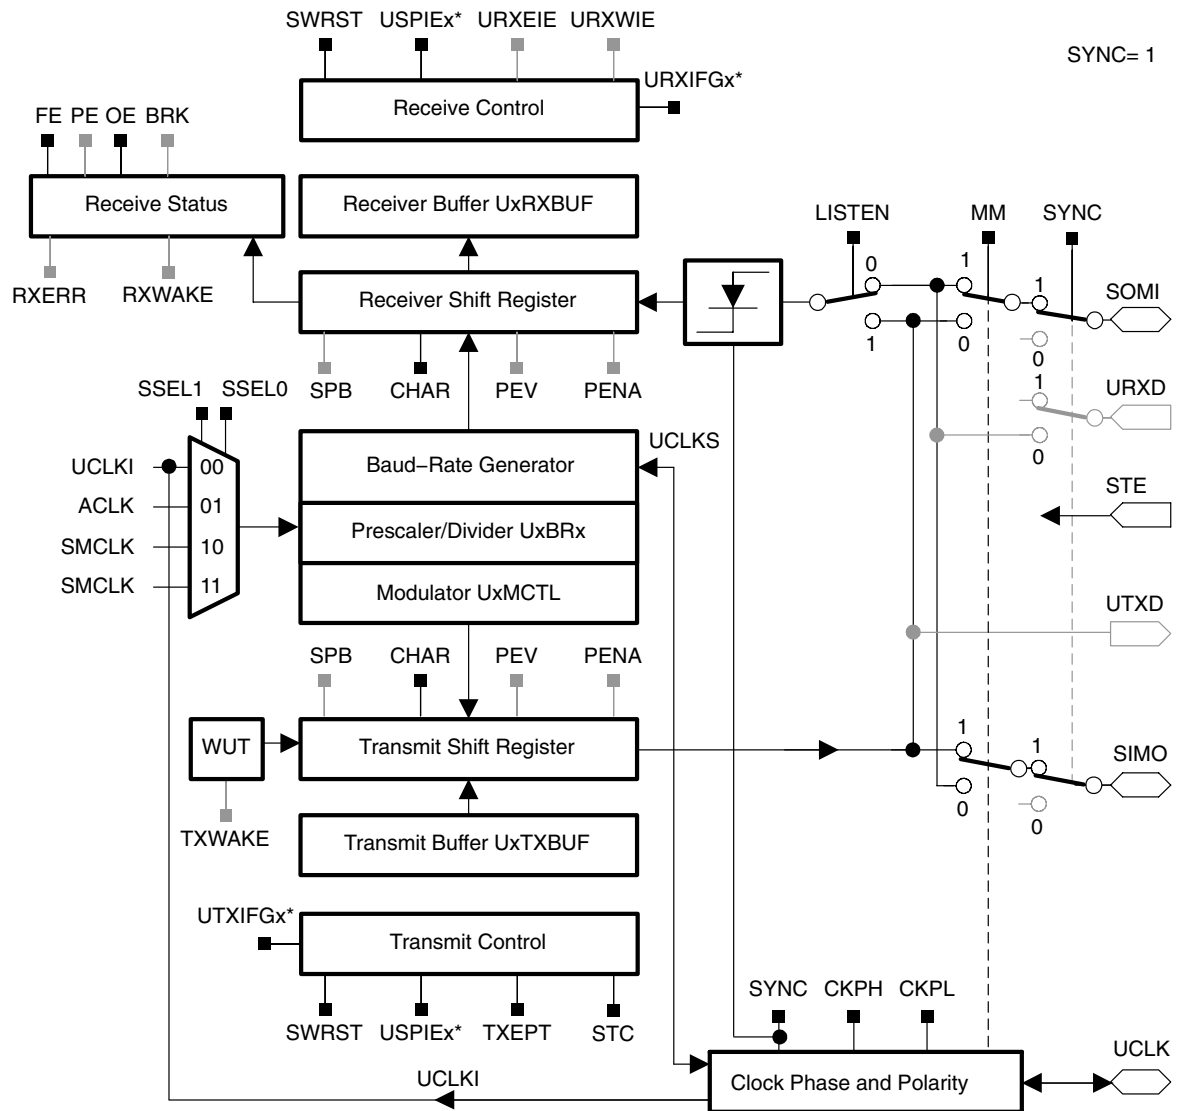 SWRST USPIEx* URXEIE URXWIE
SYNC= 1
URXIFGx*
Receive Control
FE PE OE BRK
Receive Status
Receiver Buffer UxRXBUF
LISTEN MM SYNC
RXERR RXWAKE
Receiver Shift Register
0 1 1
SOMI
1 0 0
SPB CHAR PEV PENA
SSEL1 SSEL0
1
URXD
0
UCLKS
UCLKI 00
ACLK 01
SMCLK 10
SMCLK 11
Baud–Rate Generator
Prescaler/Divider UxBRx
Modulator UxMCTL
STE
UTXD
SPB CHAR PEV PENA
WUT
Transmit Shift Register
1 1
SIMO
0 0
TXWAKE
Transmit Buffer UxTXBUF
UTXIFGx*
Transmit Control
SWRST USPIEx* TXEPT STC
SYNC CKPH CKPL
UCLK
UCLKI
Clock Phase and Polarity